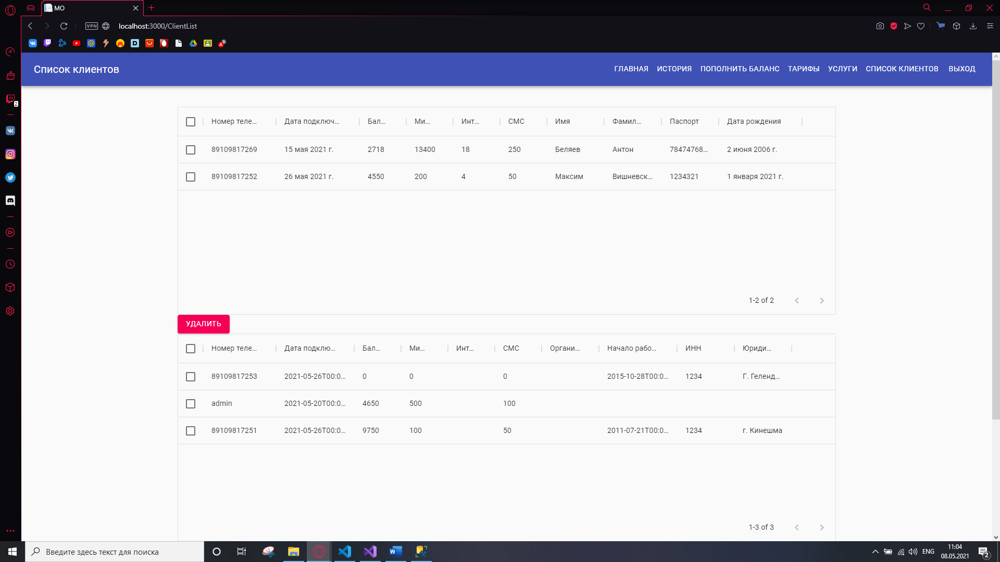 MO
VPN localhost:3000/ClientList
Список клиентов ГЛАВНАЯ ИСТОРИЯ ПОПОЛНИТЬ БАЛАНС ТАРИФЫ УСЛУГИ СПИСОК КЛИЕНТОВ ВЫХОД
2
Номер теле... Дата подключ... Бал... Ми... Инт... СМС Имя Фамил... Паспорт Дата рождения
89109817269 15 мая 2021 г. 2718 13400 18 250 Беляев Антон 78474768... 2 июня 2006 г.
89109817252 26 мая 2021 г. 4550 200 4 50 Максим Вишневск... 1234321 1 января 2021 г.
1-2 of 2
УДАЛИТЬ
Номер теле... Дата подклю... Бал... Ми... Инт... СМС Органи... Начало рабо... ИНН Юриди...
89109817253 2021-05-26T00:0... 0 0 0 2015-10-28T00:0... 1234 Г. Геленд...
admin 2021-05-20T00:0... 4650 500 100
89109817251 2021-05-26T00:0... 9750 100 50 2011-07-21T00:0... 1234 г. Кинешма
1-3 of 3
Введите здесь текст для поиска
ENG
11:04
08.05.2021
2